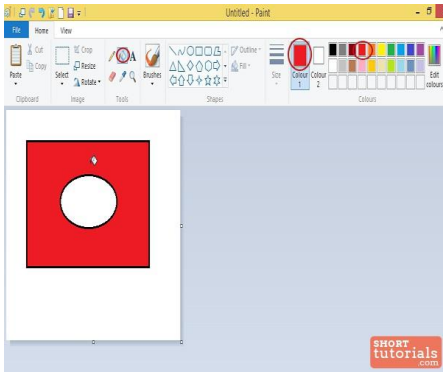 Untitled - Paint
File Home View
Paste
Cut
Copy
Clipboard
Select
Crop
Resize
Rotate
Image
A
Tools
Brushes
Shapes
Outline
Fill
Size
Colour 1
Colour 2
Colours
Edit colours
SHORT
tutorials
.com